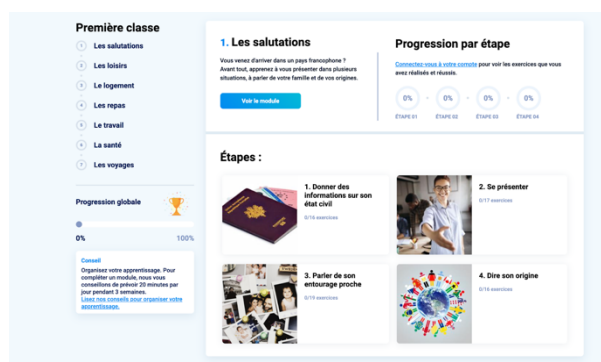 Première classe
1 Les salutations
2 Les loisirs
3 Le logement
4 Les repas
5 Le travail
6 La santé
7 Les voyages
Progression globale
0% 100%
Conseil
Organisez votre apprentissage. Pour
compléter un module, nous vous
conseillons de prévoir 20 minutes par
jour pendant 3 semaines.
Lisez nos conseils pour organiser votre
apprentissage.
1. Les salutations
Vous venez d'arriver dans un pays francophone ?
Avant tout, apprenez à vous présenter dans plusieurs
situations, à parler de votre famille et de vos origines.
Voir le module
Progression par étape
Connectez-vous à votre compte pour voir les exercices que vous
avez réalisés et réussis.
0% 0% 0% 0%
ÉTAPE 01 ÉTAPE 02 ÉTAPE 03 ÉTAPE 04
Étapes :
1. Donner des
informations sur son
état civil
0/16 exercices
2. Se présenter
0/17 exercices
3. Parler de son
entourage proche
0/19 exercices
4. Dire son origine
0/16 exercices